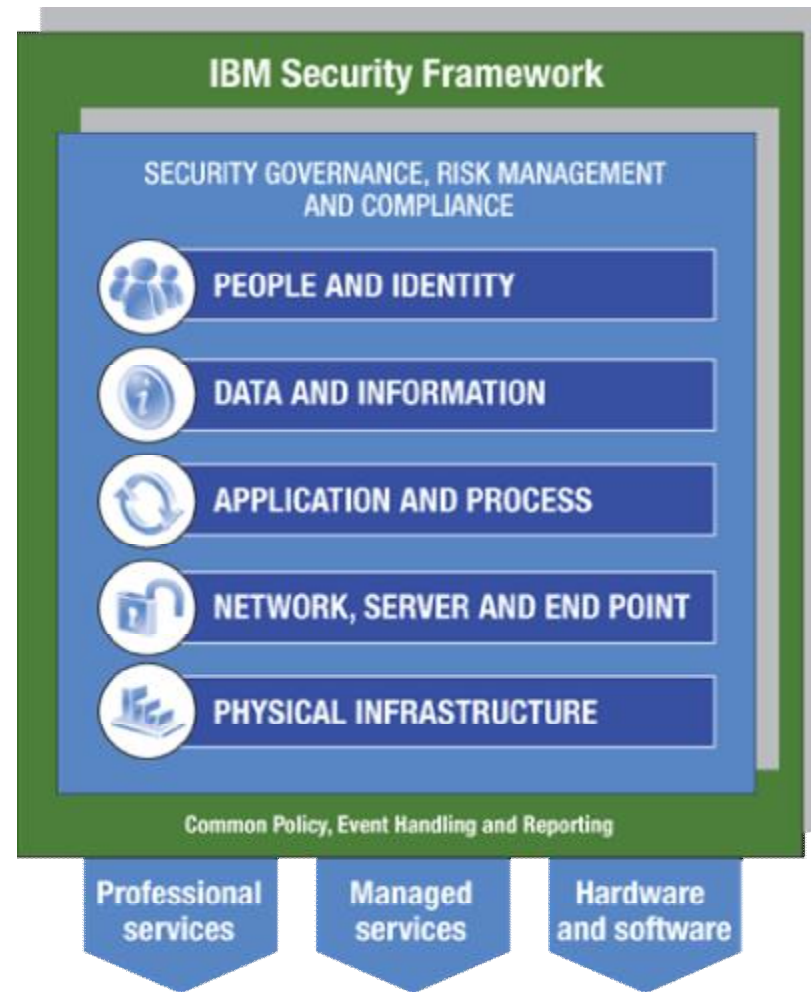 IBM Security Framework
SECURITY GOVERNANCE, RISK MANAGEMENT
AND COMPLIANCE
PEOPLE AND IDENTITY
DATA AND INFORMATION
APPLICATION AND PROCESS
NETWORK, SERVER AND END POINT
PHYSICAL INFRASTRUCTURE
Common Policy, Event Handling and Reporting
Professional
services
Managed
services
Hardware
and software